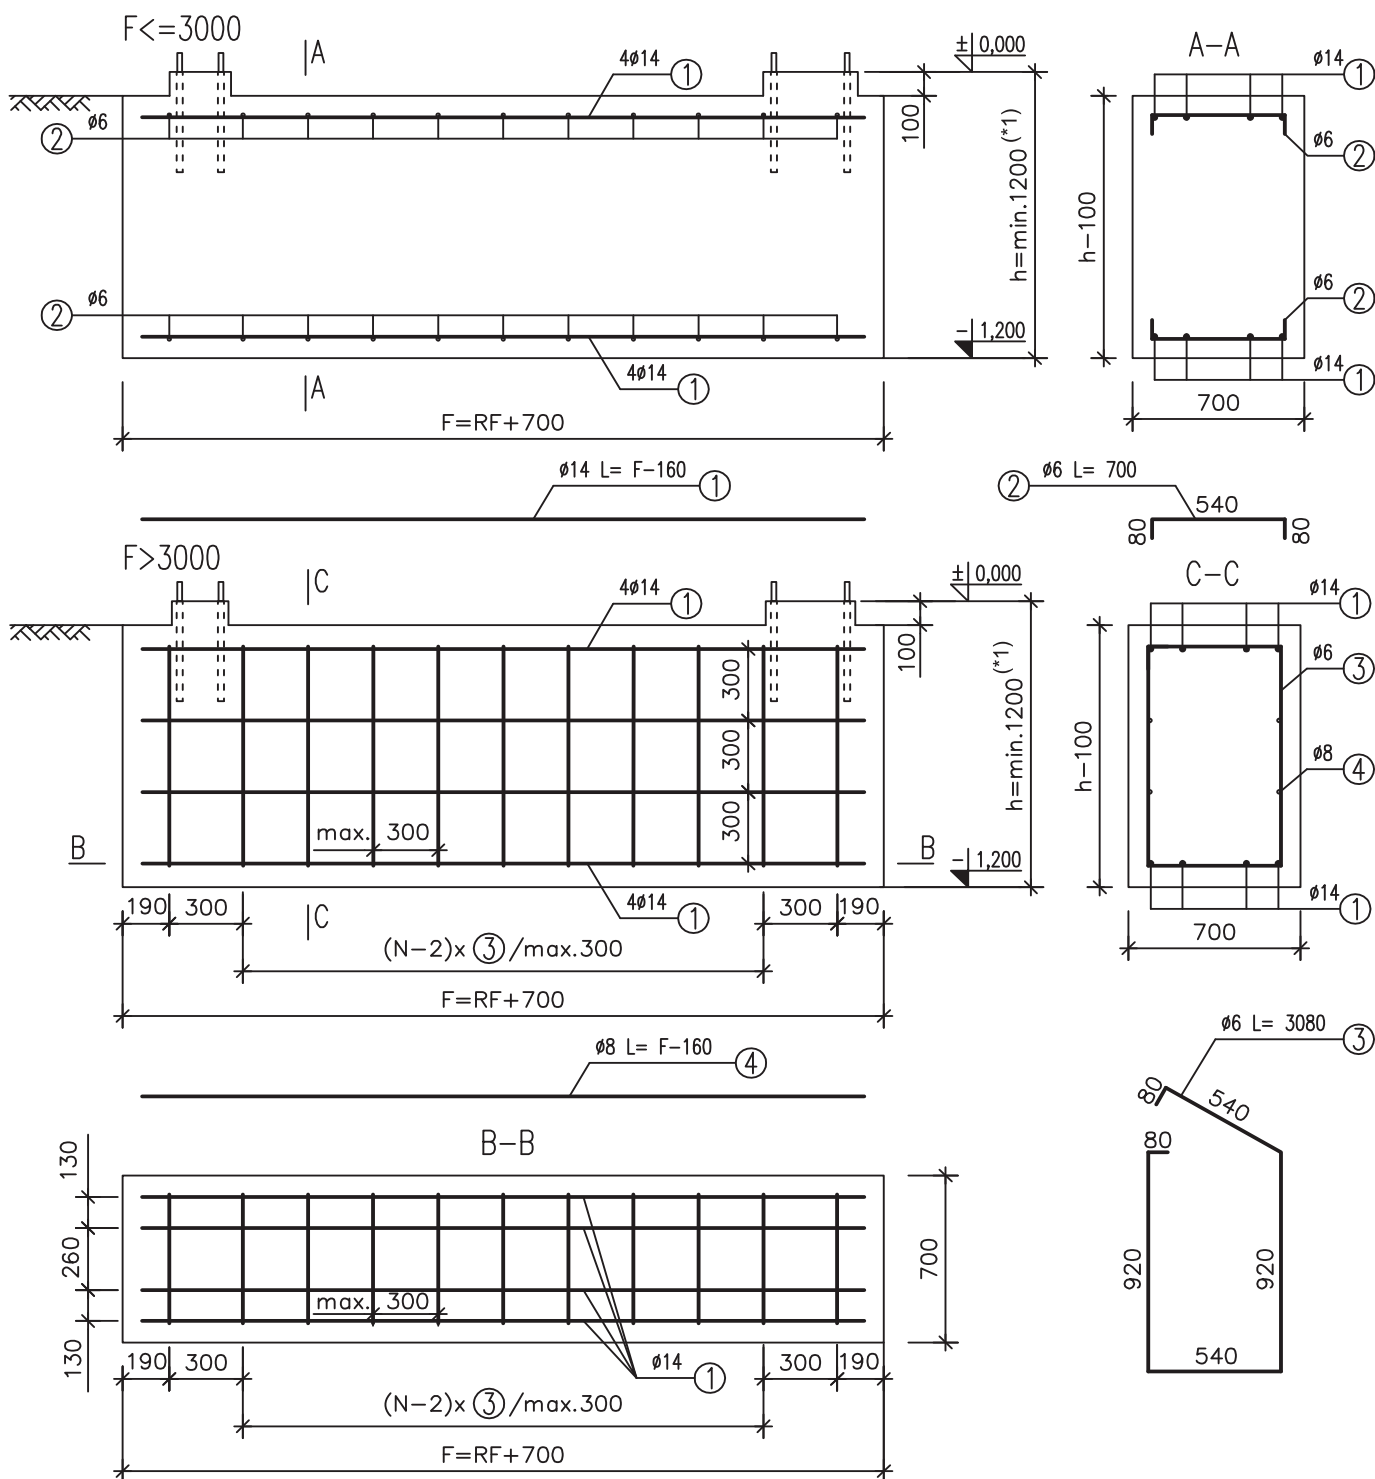 F<=3000
A
4ø14 1
± 0,000
A-A
ø14 1
ø6
2
100
h=min.1200 (*1)
h-100
ø6 2
ø6
2
ø6 2
- 1,200
4ø14 1
ø14 1
A
F=RF+700
700
ø14 L= F-160 1
2 ø6 L= 700
540
80
80
F>3000
C
4ø14 1
± 0,000
C-C
ø14 1
100
h=min.1200 (*1)
h-100
ø6 3
300
300
300
ø8 4
max. 300
B
B
- 1,200
4ø14 1
ø14 1
190 300
C
300 190
700
(N-2)x 3 /max.300
F=RF+700
ø8 L= F-160 4
ø6 L= 3080 3
80
540
80
920
920
540
B-B
130
260
130
700
max. 300
190 300
ø14 1
300 190
(N-2)x 3 /max.300
F=RF+700